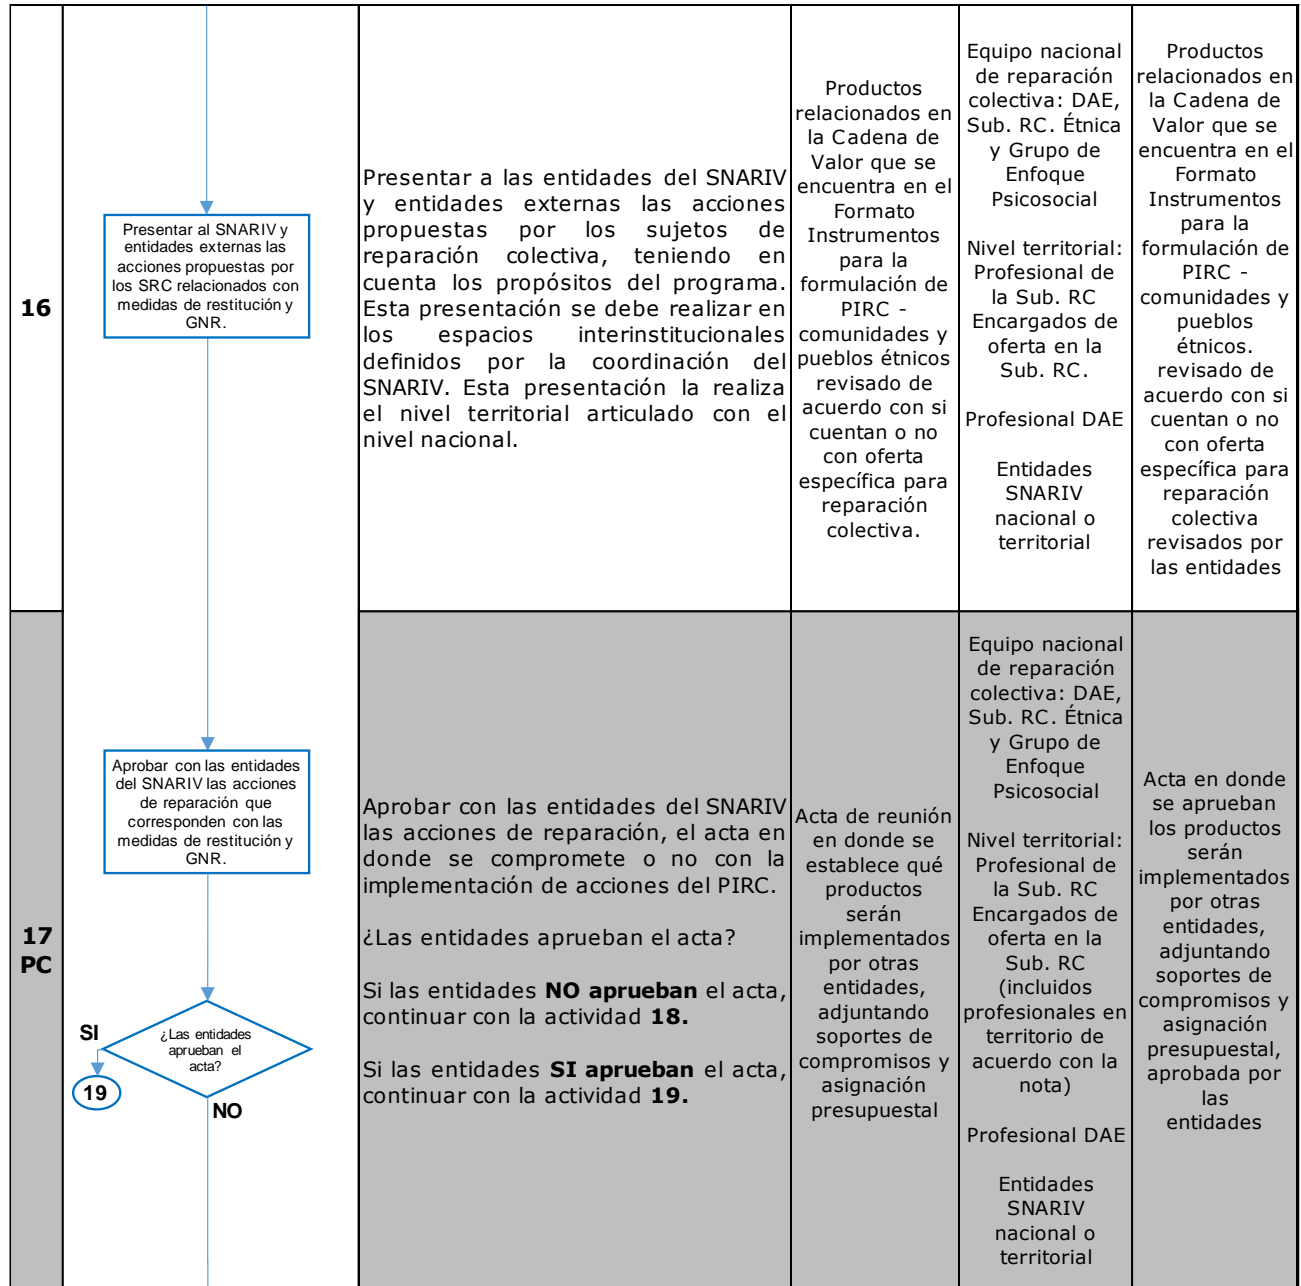 16
Presentar al SNARIV y
entidades externas las
acciones propuestas por
los SRC relacionados con
medidas de restitución y
GNR.
Presentar a las entidades del SNARIV
y entidades externas las acciones
propuestas por los sujetos de
reparación colectiva, teniendo en
cuenta los propósitos del programa.
Esta presentación se debe realizar en
los espacios interinstitucionales
definidos por la coordinación del
SNARIV. Esta presentación la realiza
el nivel territorial articulado con el
nivel nacional.
Productos
relacionados en
la Cadena de
Valor que se
encuentra en el
Formato
Instrumentos
para la
formulación de
PIRC -
comunidades y
pueblos étnicos
revisado de
acuerdo con si
cuentan o no
con oferta
específica para
reparación
colectiva.
Equipo nacional
de reparación
colectiva: DAE,
Sub. RC. Étnica
y Grupo de
Enfoque
Psicosocial
Nivel territorial:
Profesional de
la Sub. RC
Encargados de
oferta en la
Sub. RC.
Profesional DAE
Entidades
SNARIV
nacional o
territorial
Productos
relacionados en
la Cadena de
Valor que se
encuentra en el
Formato
Instrumentos
para la
formulación de
PIRC -
comunidades y
pueblos
étnicos.
revisado de
acuerdo con si
cuentan o no
con oferta
específica para
reparación
colectiva
revisados por
las entidades
17
PC
Aprobar con las entidades
del SNARIV las acciones
de reparación que
corresponden con las
medidas de restitución y
GNR.
¿Las entidades
aprueban el
acta?
SI
19
NO
Aprobar con las entidades del SNARIV
las acciones de reparación, el acta en
donde se compromete o no con la
implementación de acciones del PIRC.
¿Las entidades aprueban el acta?
Si las entidades NO aprueban el acta,
continuar con la actividad 18.
Si las entidades SI aprueban el acta,
continuar con la actividad 19.
Acta de reunión
en donde se
establece qué
productos
serán
implementados
por otras
entidades,
adjuntando
soportes de
compromisos y
asignación
presupuestal
Equipo nacional
de reparación
colectiva: DAE,
Sub. RC. Étnica
y Grupo de
Enfoque
Psicosocial
Nivel territorial:
Profesional de
la Sub. RC
Encargados de
oferta en la
Sub. RC
(incluidos
profesionales en
territorio de
acuerdo con la
nota)
Profesional DAE
Entidades
SNARIV
nacional o
territorial
Acta en donde
se aprueban
los productos
serán
implementados
por otras
entidades,
adjuntando
soportes de
compromisos y
asignación
presupuestal,
aprobada por
las
entidades